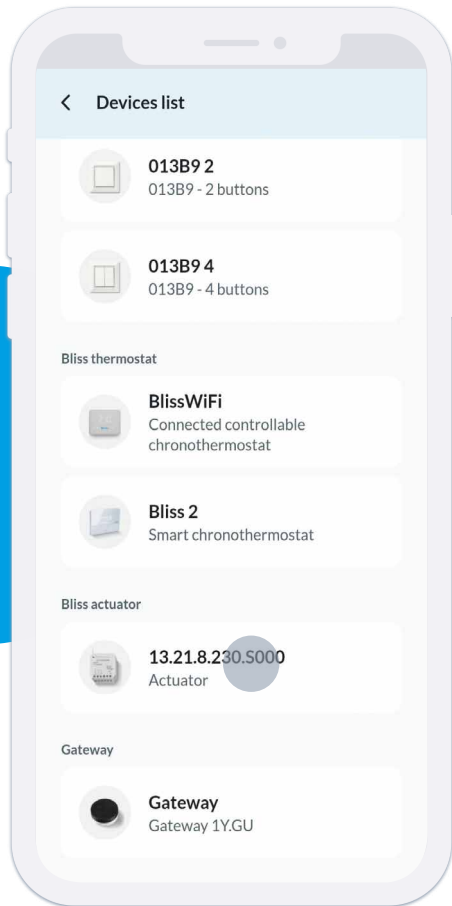 Devices list
013B9 2
013B9 - 2 buttons
013B9 4
013B9 - 4 buttons
Bliss thermostat
BlissWiFi
Connected controllable
chronothermostat
Bliss 2
Smart chronothermostat
Bliss actuator
13.21.8.230.S000
Actuator
Gateway
Gateway
Gateway 1Y.GU